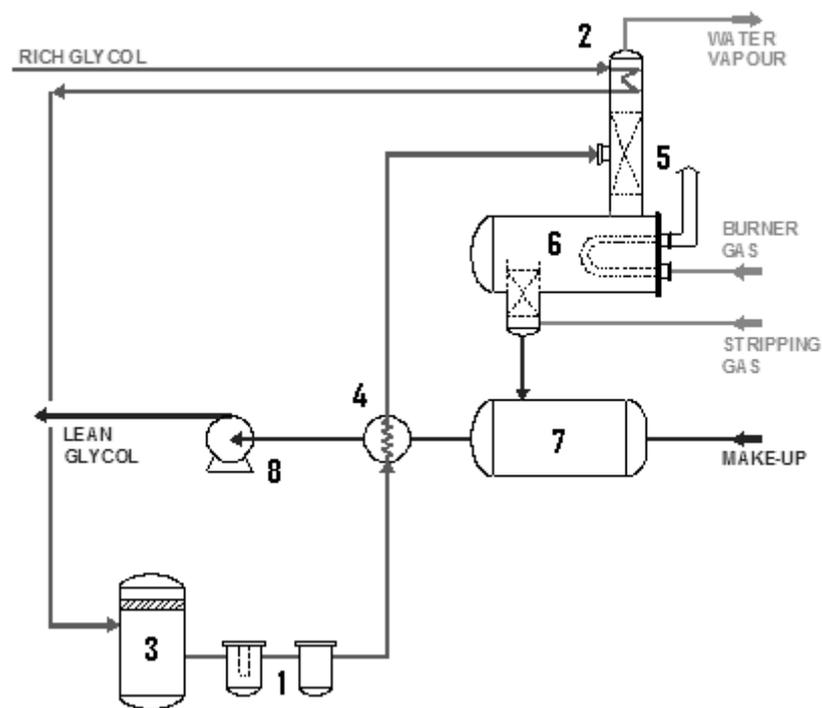 2
WATER
VAPOUR
RICH GLYCOL
5
6
BURNER
GAS
STRIPPING
GAS
4
LEAN
GLYCOL
7
8
MAKE-UP
3
1